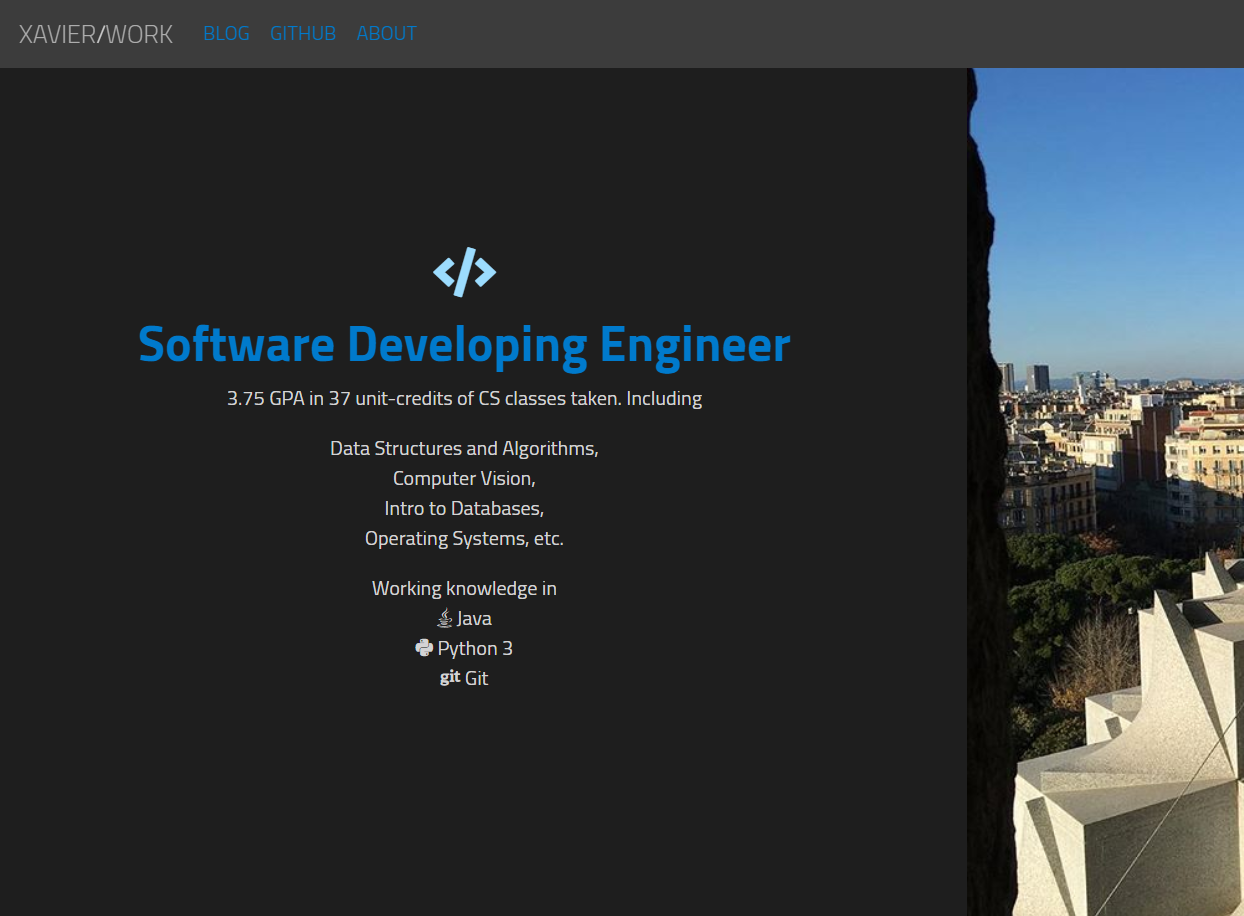 XAVIER/WORK BLOG GITHUB ABOUT
</>
Software Developing Engineer
3.75 GPA in 37 unit-credits of CS classes taken. Including
Data Structures and Algorithms,
Computer Vision,
Intro to Databases,
Operating Systems, etc.
Working knowledge in
Java
Python 3
git Git